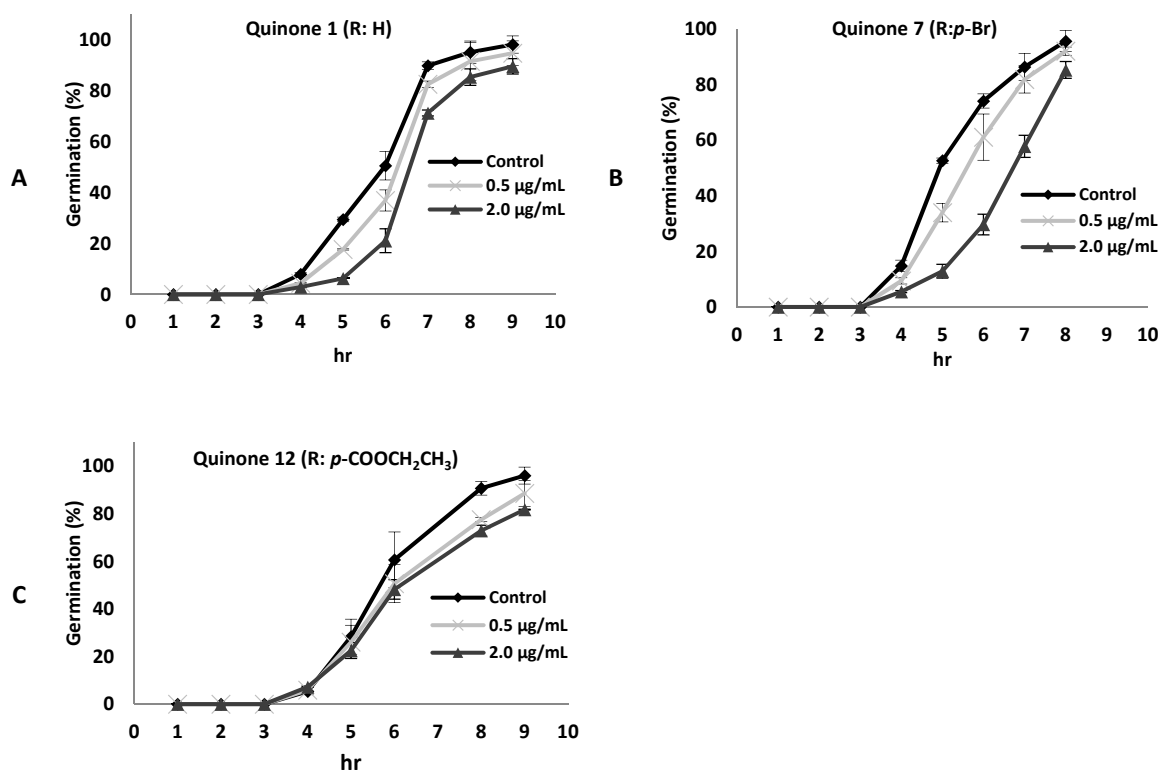 A
Quinone 1 (R: H)
Germination (%)
100
80
60
40
20
0
0 1 2 3 4 5 6 7 8 9 10
hr
Control
0.5 µg/mL
2.0 µg/mL
B
Quinone 7 (R:p-Br)
Germination (%)
100
80
60
40
20
0
0 1 2 3 4 5 6 7 8 9 10
hr
Control
0.5 µg/mL
2.0 µg/mL
C
Quinone 12 (R: p-COOCH₂CH₃)
Germination (%)
100
80
60
40
20
0
0 1 2 3 4 5 6 7 8 9 10
hr
Control
0.5 µg/mL
2.0 µg/mL